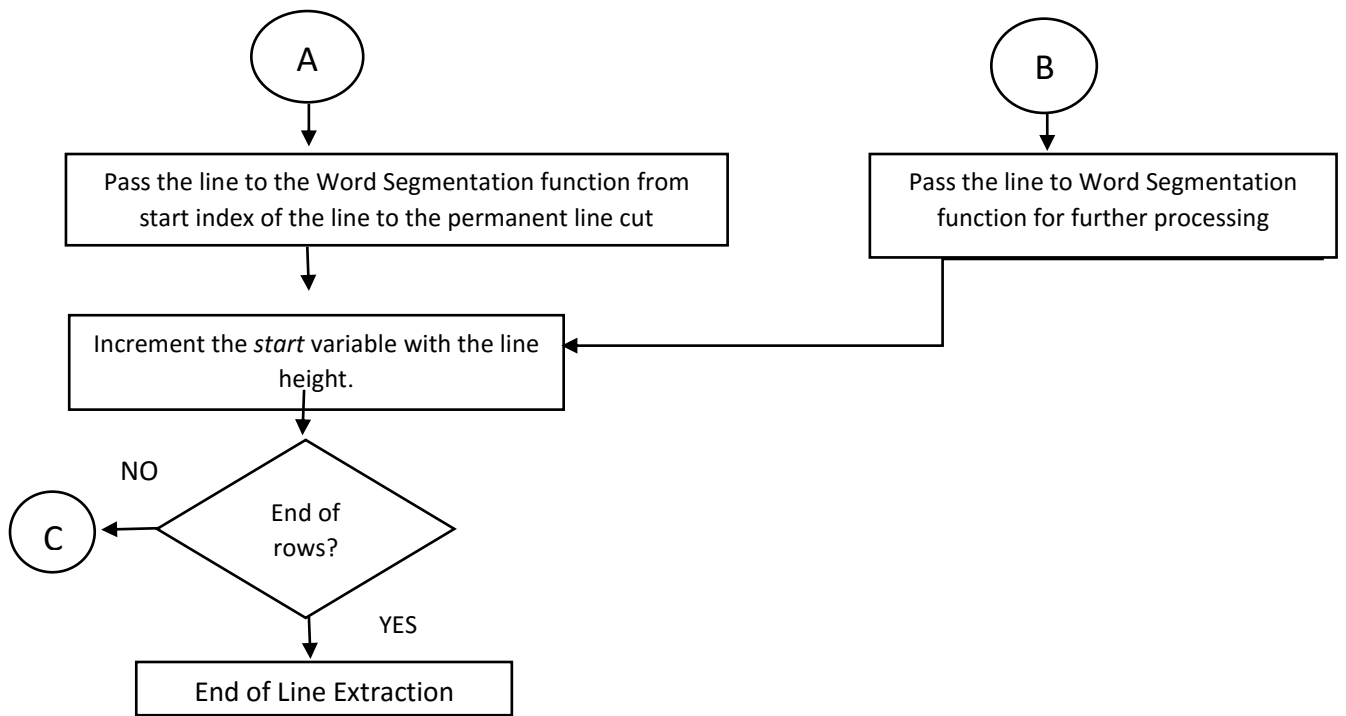 A
B
Pass the line to the Word Segmentation function from
start index of the line to the permanent line cut
Pass the line to Word Segmentation
function for further processing
Increment the start variable with the line
height.
NO
End of
rows?
C
YES
End of Line Extraction